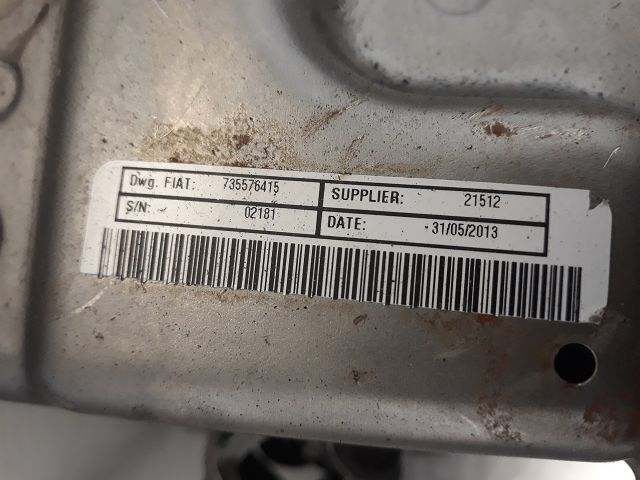 Dwg. FIAT: 735576415 SUPPLIER: 21512
S/N: 02181 DATE: 31/05/2013